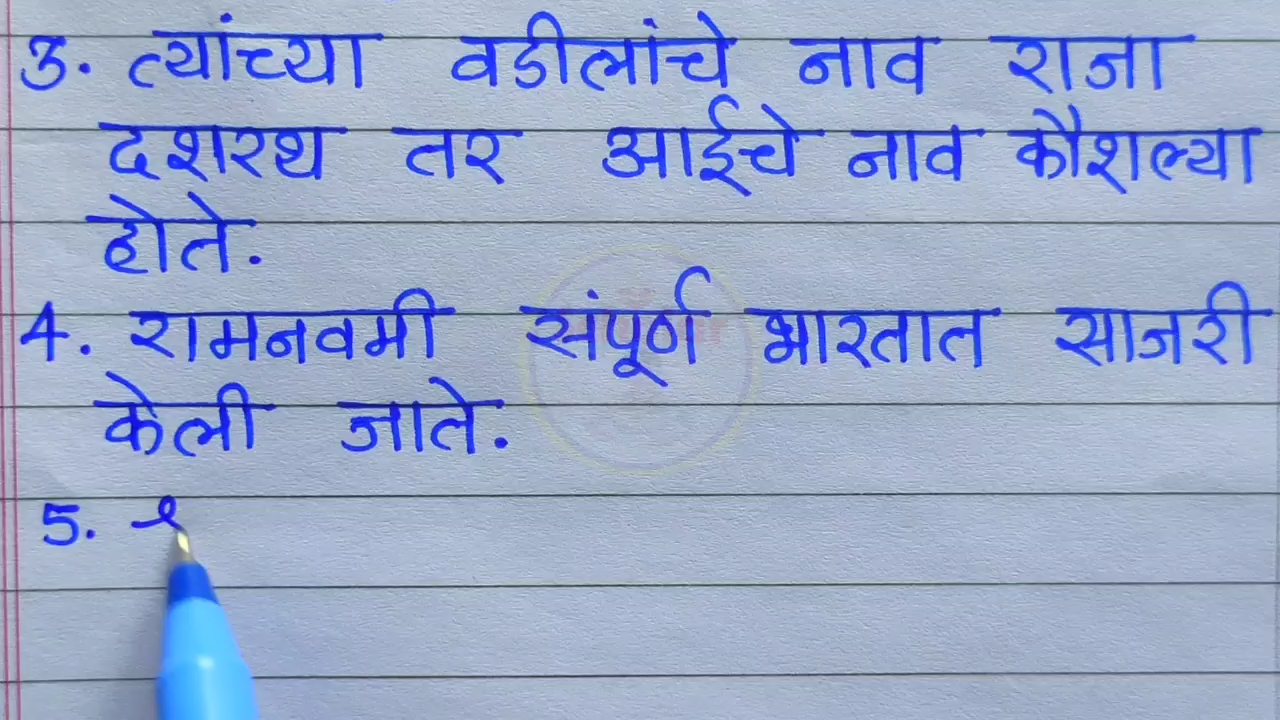 3. त्यांच्या वडीलांचे नाव राजा
दशरथ तर आईचे नाव कौशल्या
होते.
4. रामनवमी संपूर्ण भारतात साजरी
केली जाते.
5.